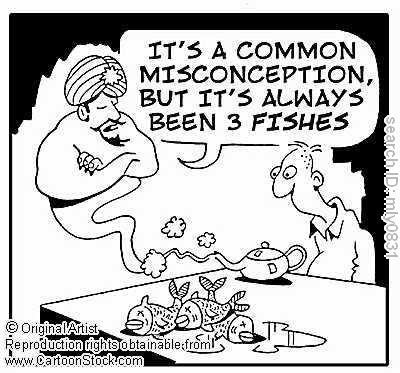 IT'S A COMMON
MISCONCEPTION,
BUT IT'S ALWAYS
BEEN 3 FISHES
search ID: mly0831
© Original Artist
Reproduction rights obtainable from
www.CartoonStock.com